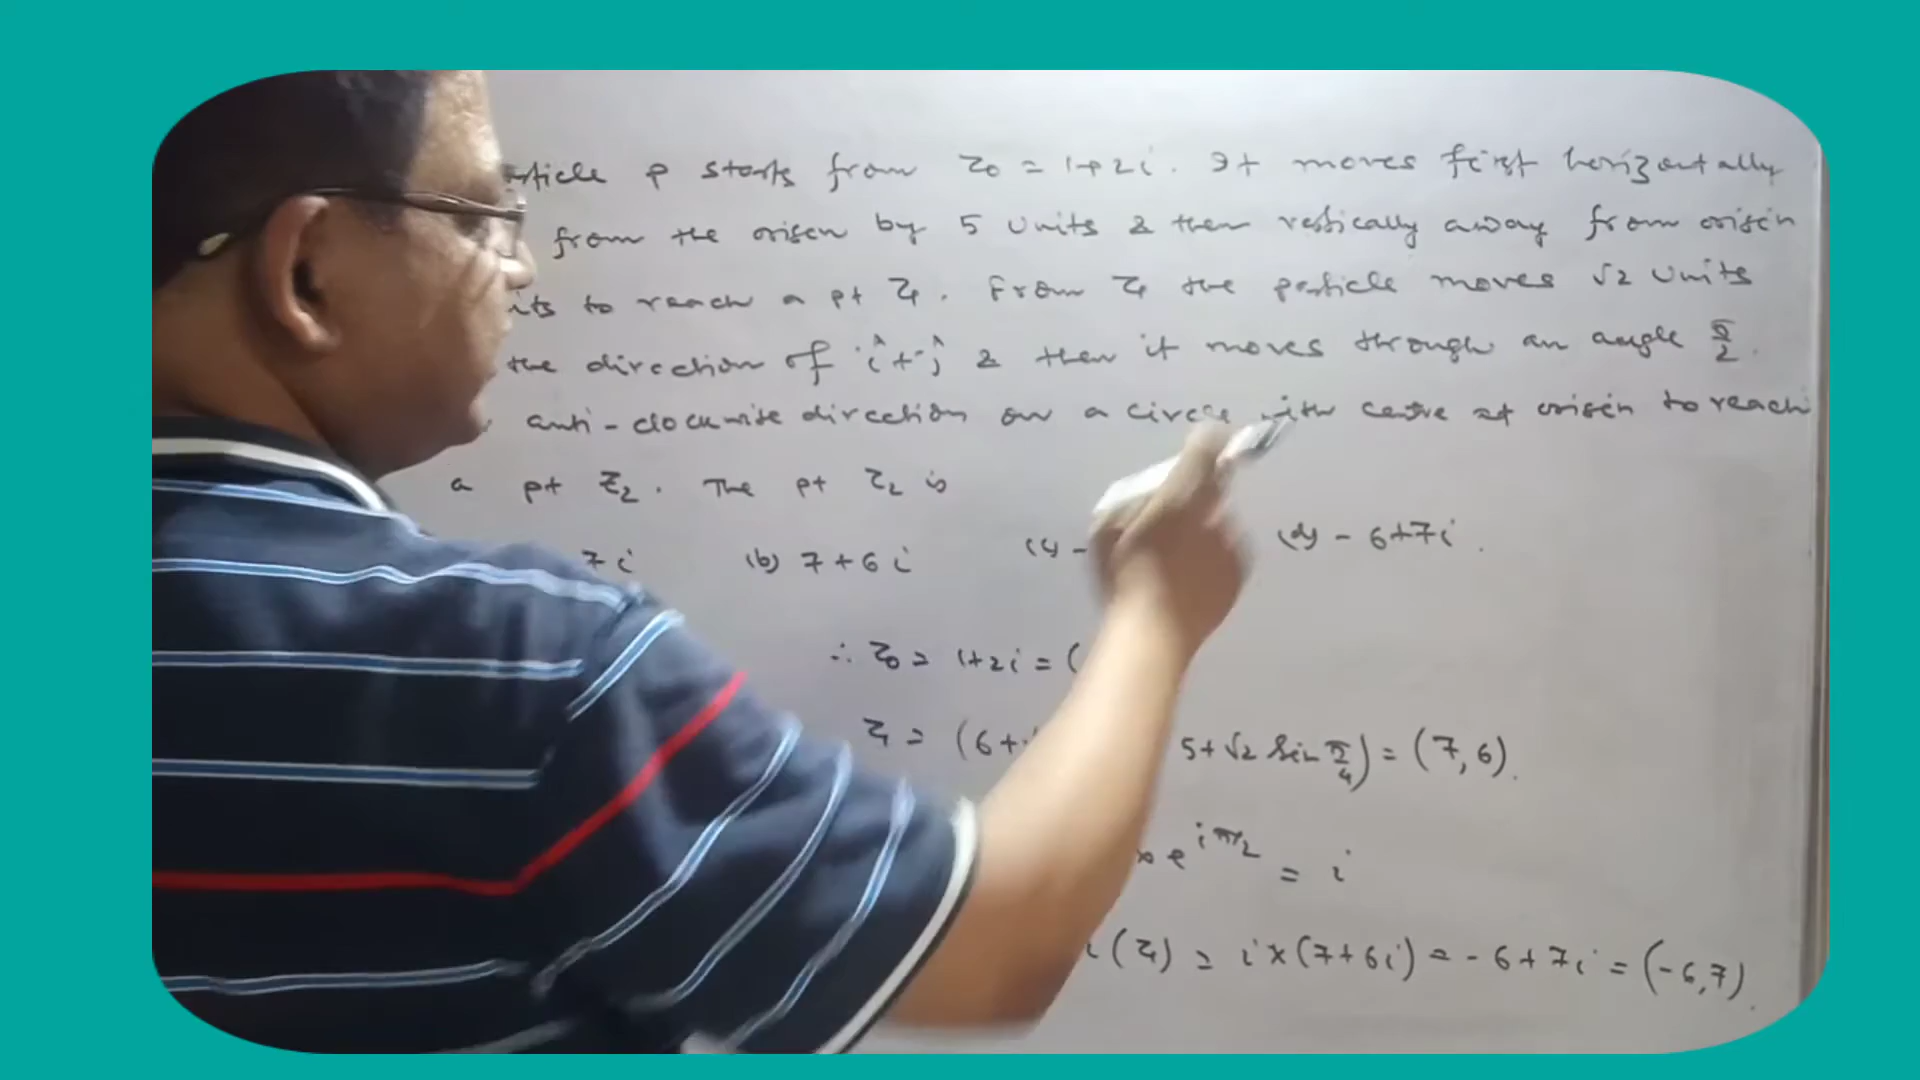 P starts from z₀ = 1+2i. It moves first horizontally
from the origin by 5 units & then vertically away from origin
to reach a pt z₁. From z₁ the particle moves √2 units
the direction of î+ĵ & then it moves through an angle π/2.
anti-clockwise direction on a circle with centre at origin to reach
a pt z₂. The pt z₂ is
7i (b) 7+6i (c) - (d) -6+7i.
∴ z₀ = 1+2i = (
z₁ = (6+ 5+√2 sin π/4) = (7,6).
e^{iπ/2} = i
(z₁) = i×(7+6i) = -6+7i = (-6,7).